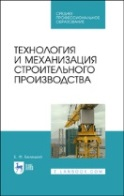 СРЕДНЕЕ
ПРОФЕССИОНАЛЬНОЕ
ОБРАЗОВАНИЕ
ТЕХНОЛОГИЯ
И МЕХАНИЗАЦИЯ
СТРОИТЕЛЬНОГО
ПРОИЗВОДСТВА